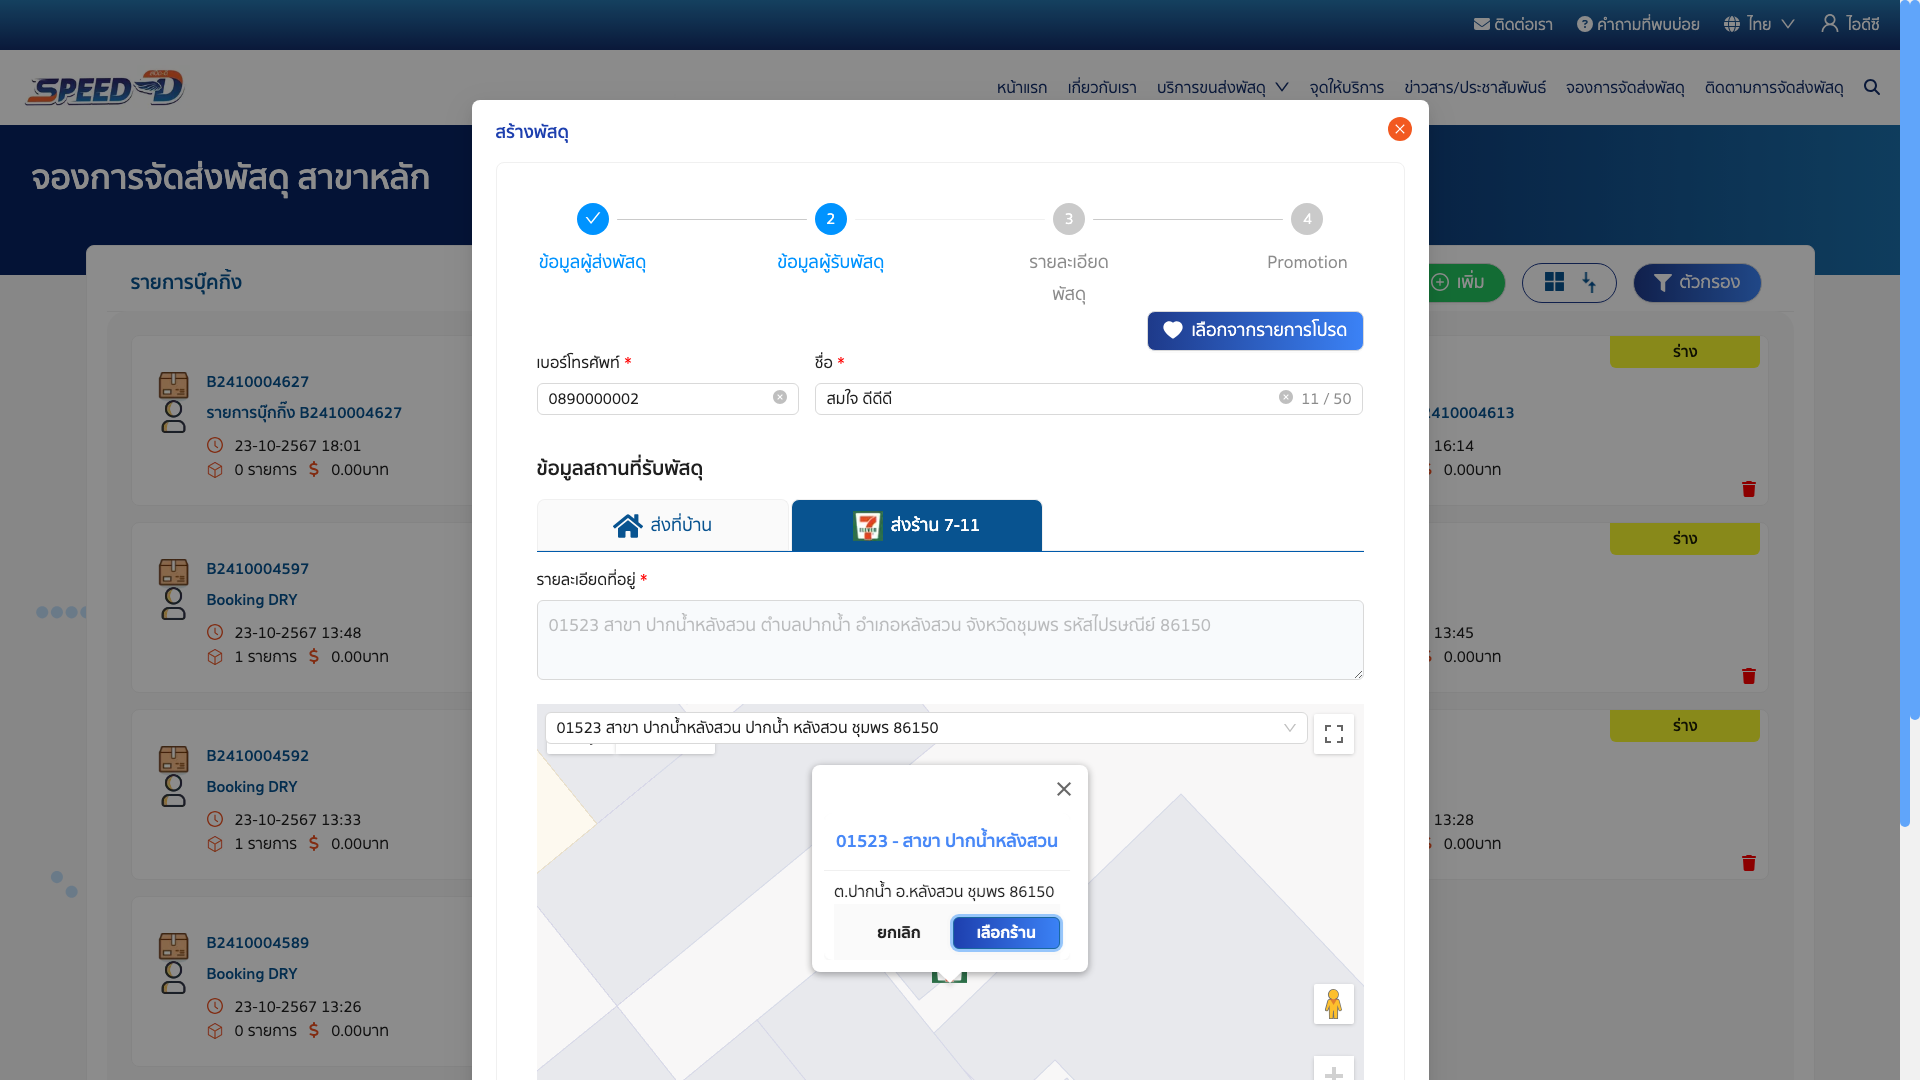 ติดต่อเรา
คำถามที่พบบ่อย
ไทย
ไอดีซี
SPEED-D
หน้าแรก
เกี่ยวกับเรา
บริการขนส่งพัสดุ
จุดให้บริการ
ข่าวสาร/ประชาสัมพันธ์
จองการจัดส่งพัสดุ
ติดตามการจัดส่งพัสดุ
จองการจัดส่งพัสดุ สาขาหลัก
รายการบุ๊คกิ้ง
เพิ่ม
ตัวกรอง
B2410004627
รายการบุ๊กกิ๊ง B2410004627
23-10-2567 18:01
0 รายการ $ 0.00บาท
B2410004597
Booking DRY
23-10-2567 13:48
1 รายการ $ 0.00บาท
B2410004592
Booking DRY
23-10-2567 13:33
1 รายการ $ 0.00บาท
B2410004589
Booking DRY
23-10-2567 13:26
0 รายการ $ 0.00บาท
สร้างพัสดุ
2
3
4
ข้อมูลผู้ส่งพัสดุ
ข้อมูลผู้รับพัสดุ
รายละเอียด
พัสดุ
Promotion
เลือกจากรายการโปรด
เบอร์โทรศัพท์ *
ชื่อ *
0890000002
สมใจ ดีดีดี
11 / 50
ข้อมูลสถานที่รับพัสดุ
ส่งที่บ้าน
ส่งร้าน 7-11
รายละเอียดที่อยู่ *
01523 สาขา ปากน้ำหลังสวน ตำบลปากน้ำ อำเภอหลังสวน จังหวัดชุมพร รหัสไปรษณีย์ 86150
01523 สาขา ปากน้ำหลังสวน ปากน้ำ หลังสวน ชุมพร 86150
01523 - สาขา ปากน้ำหลังสวน
ต.ปากน้ำ อ.หลังสวน ชุมพร 86150
ยกเลิก
เลือกร้าน
ร่าง
2410004613
16:14
0.00บาท
ร่าง
13:45
0.00บาท
ร่าง
13:28
0.00บาท